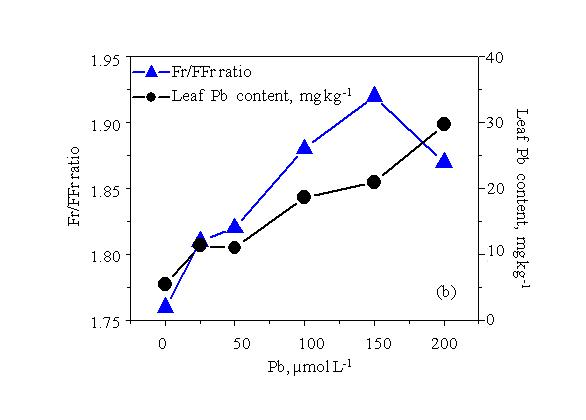 1.95
1.90
1.85
1.80
1.75
Fr/FFr ratio
Fr/FFr ratio
Leaf Pb content, mg kg-1
40
30
20
10
0
Leaf Pb content, mg kg-1
(b)
0 50 100 150 200
Pb, µmol L-1